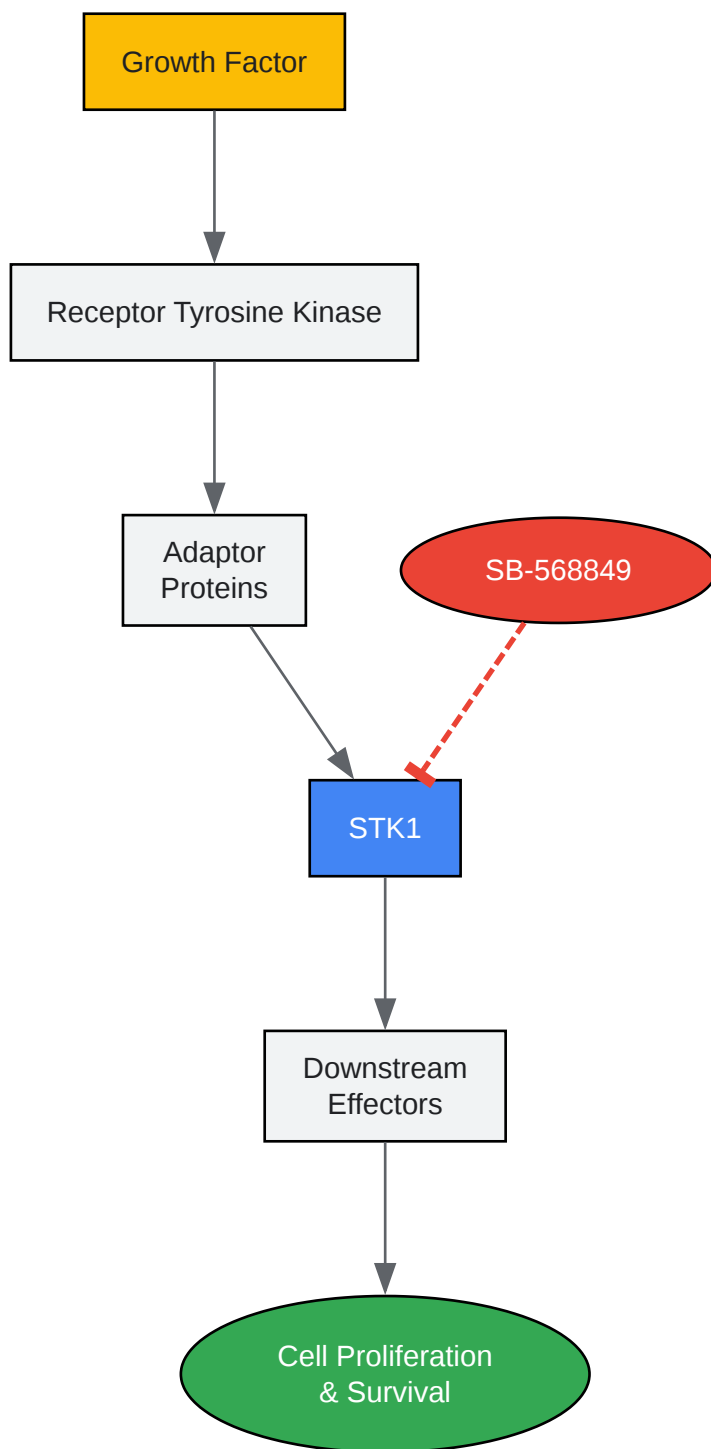 Growth Factor
Receptor Tyrosine Kinase
Adaptor
Proteins
SB-568849
STK1
Downstream
Effectors
Cell Proliferation
& Survival